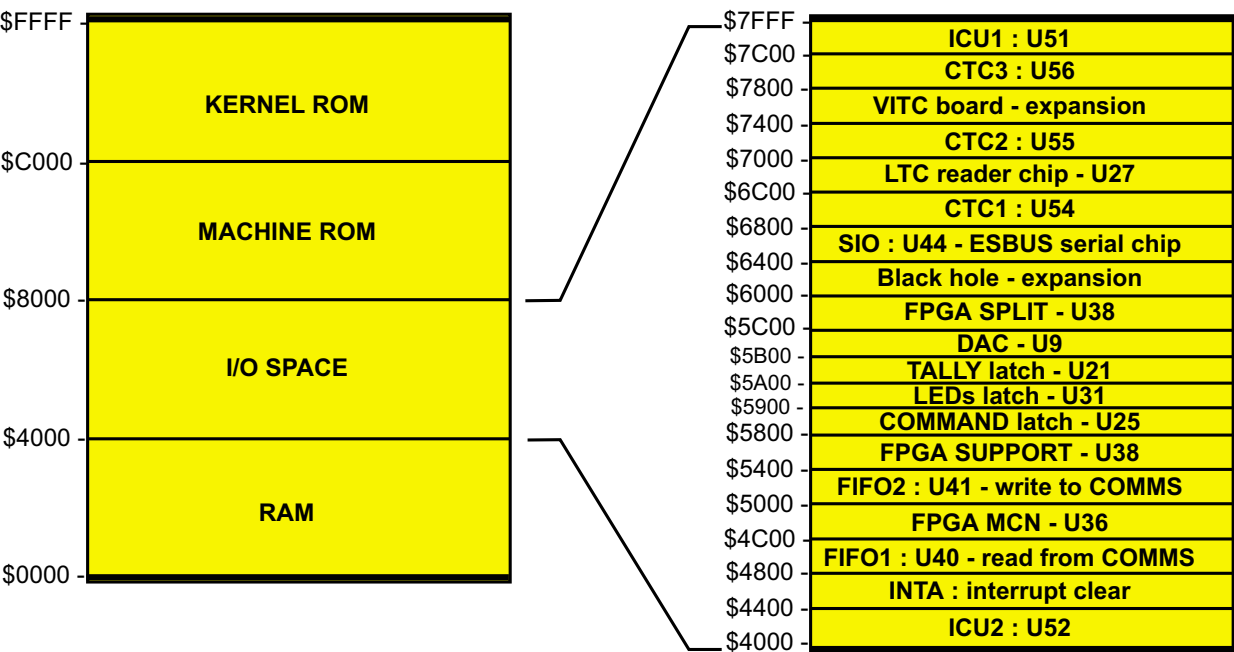 $FFFF -
KERNEL ROM
$C000 -
MACHINE ROM
$8000 -
I/O SPACE
$4000 -
RAM
$0000 -
$7FFF -
ICU1 : U51
$7C00 -
CTC3 : U56
$7800 -
VITC board - expansion
$7400 -
CTC2 : U55
$7000 -
LTC reader chip - U27
$6C00 -
CTC1 : U54
$6800 -
SIO : U44 - ESBUS serial chip
$6400 -
Black hole - expansion
$6000 -
FPGA SPLIT - U38
$5C00 -
DAC - U9
$5B00 -
TALLY latch - U21
$5A00 -
LEDs latch - U31
$5900 -
COMMAND latch - U25
$5800 -
FPGA SUPPORT - U38
$5400 -
FIFO2 : U41 - write to COMMS
$5000 -
FPGA MCN - U36
$4C00 -
FIFO1 : U40 - read from COMMS
$4800 -
INTA : interrupt clear
$4400 -
ICU2 : U52
$4000 -